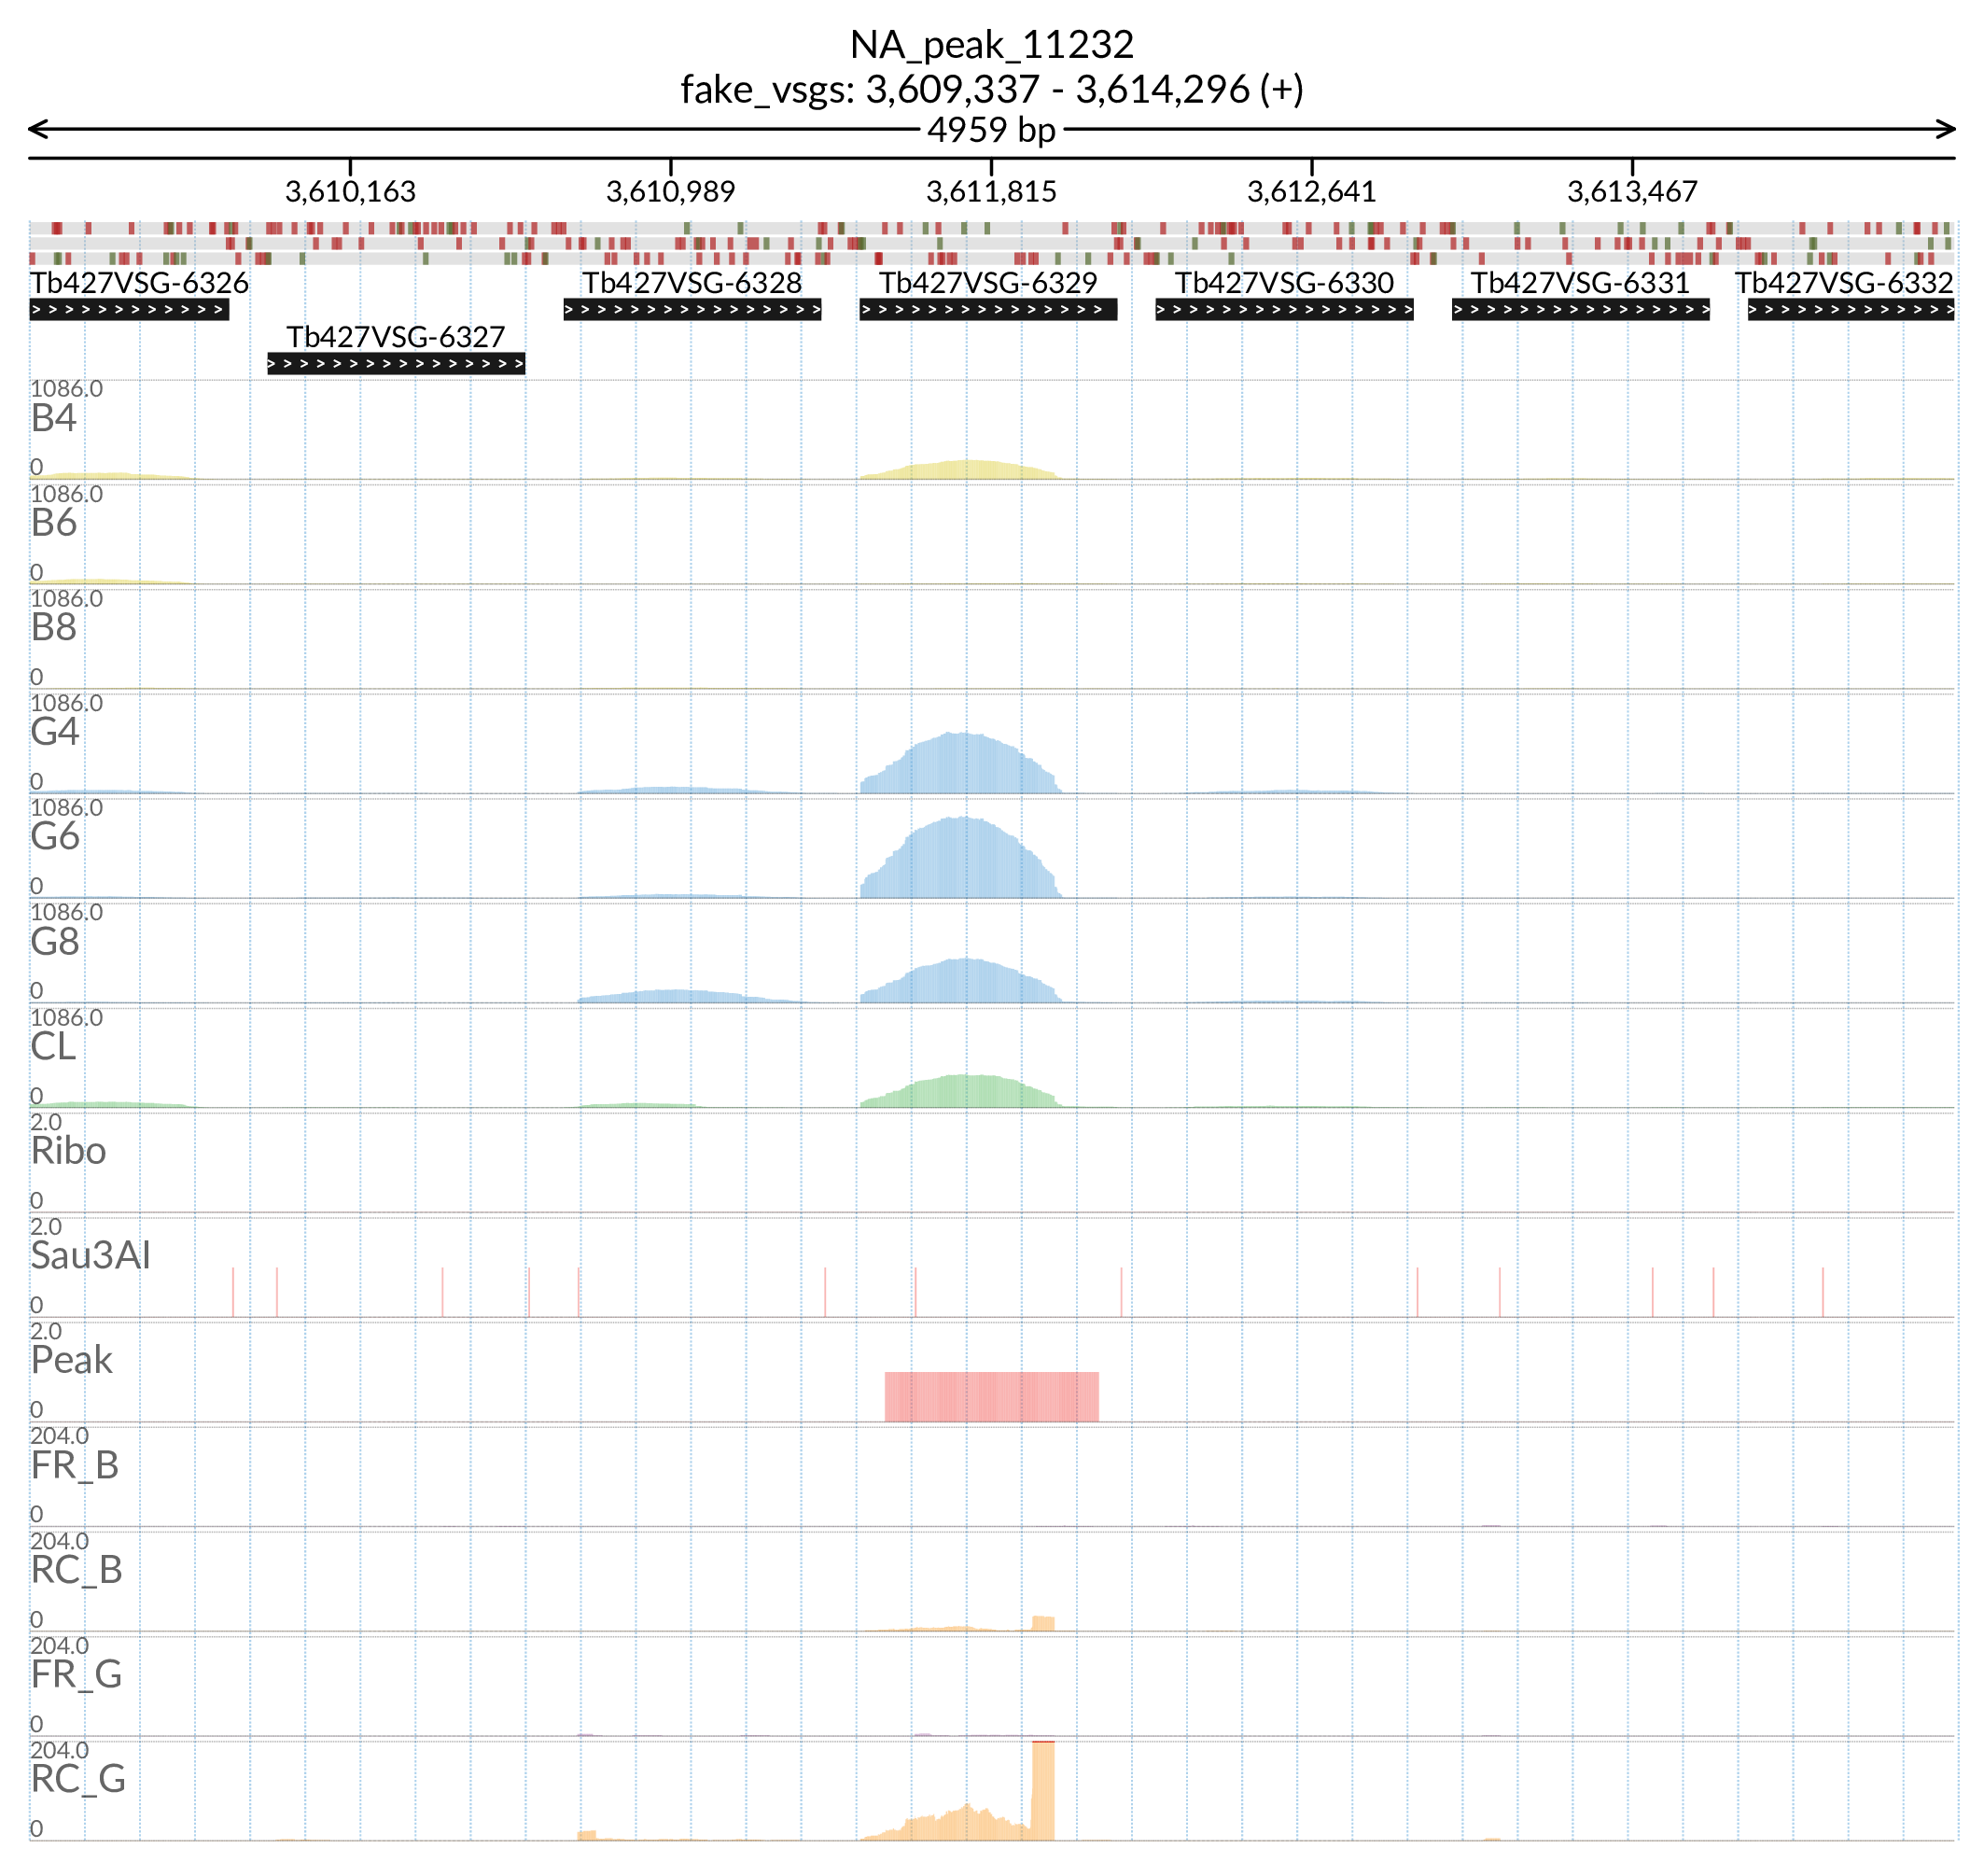 NA_peak_11232
fake_vsgs: 3,609,337 - 3,614,296 (+)
4959 bp
3,610,163 3,610,989 3,611,815 3,612,641 3,613,467
Tb427VSG-6326 Tb427VSG-6328 Tb427VSG-6329 Tb427VSG-6330 Tb427VSG-6331 Tb427VSG-6332
Tb427VSG-6327
1086.0
B4
0
1086.0
B6
0
1086.0
B8
0
1086.0
G4
0
1086.0
G6
0
1086.0
G8
0
1086.0
CL
0
2.0
Ribo
0
2.0
Sau3AI
0
2.0
Peak
0
204.0
FR_B
0
204.0
RC_B
0
204.0
FR_G
0
204.0
RC_G
0